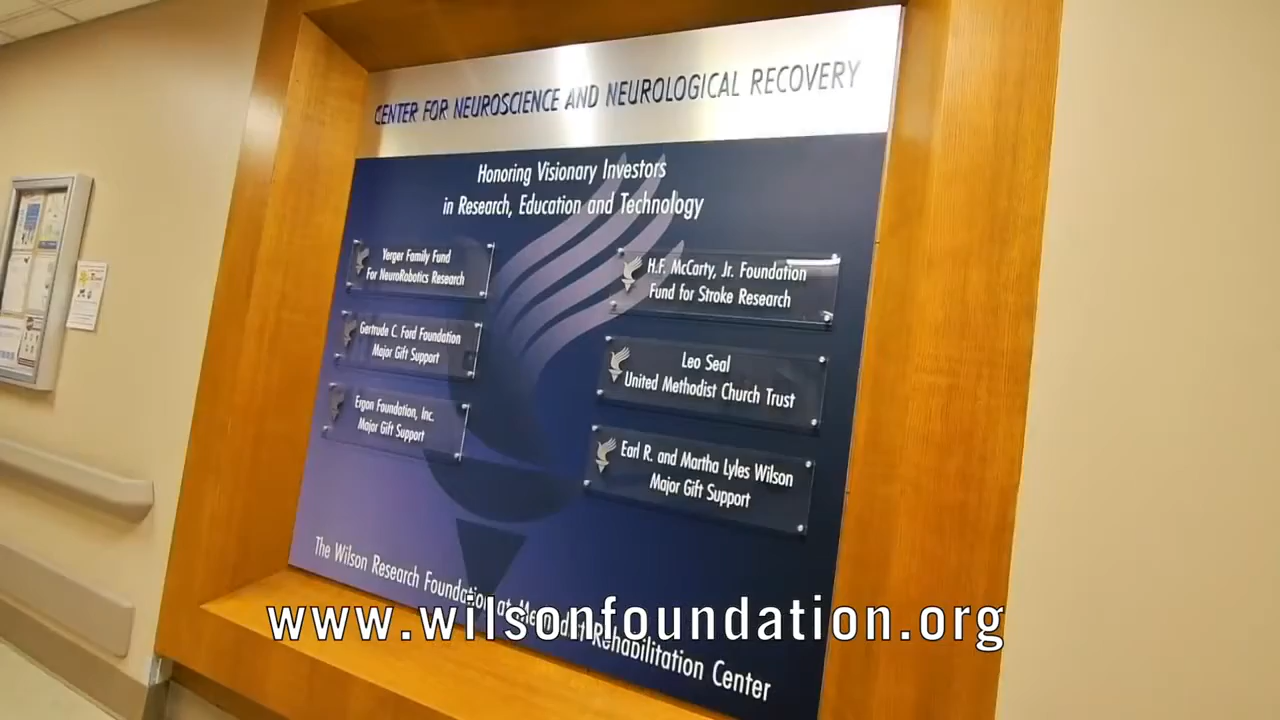 CENTER FOR NEUROSCIENCE AND NEUROLOGICAL RECOVERY
Honoring Visionary Investors
in Research, Education and Technology
Yerger Family Fund
For NeuroRobotics Research
Gertrude C. Ford Foundation
Major Gift Support
Ergon Foundation, Inc.
Major Gift Support
H.F. McCarty, Jr. Foundation
Fund for Stroke Research
Leo Seal
United Methodist Church Trust
Earl R. and Martha Lyles Wilson
Major Gift Support
The Wilson Research Foundation at Methodist Rehabilitation Center
www.wilsonfoundation.org